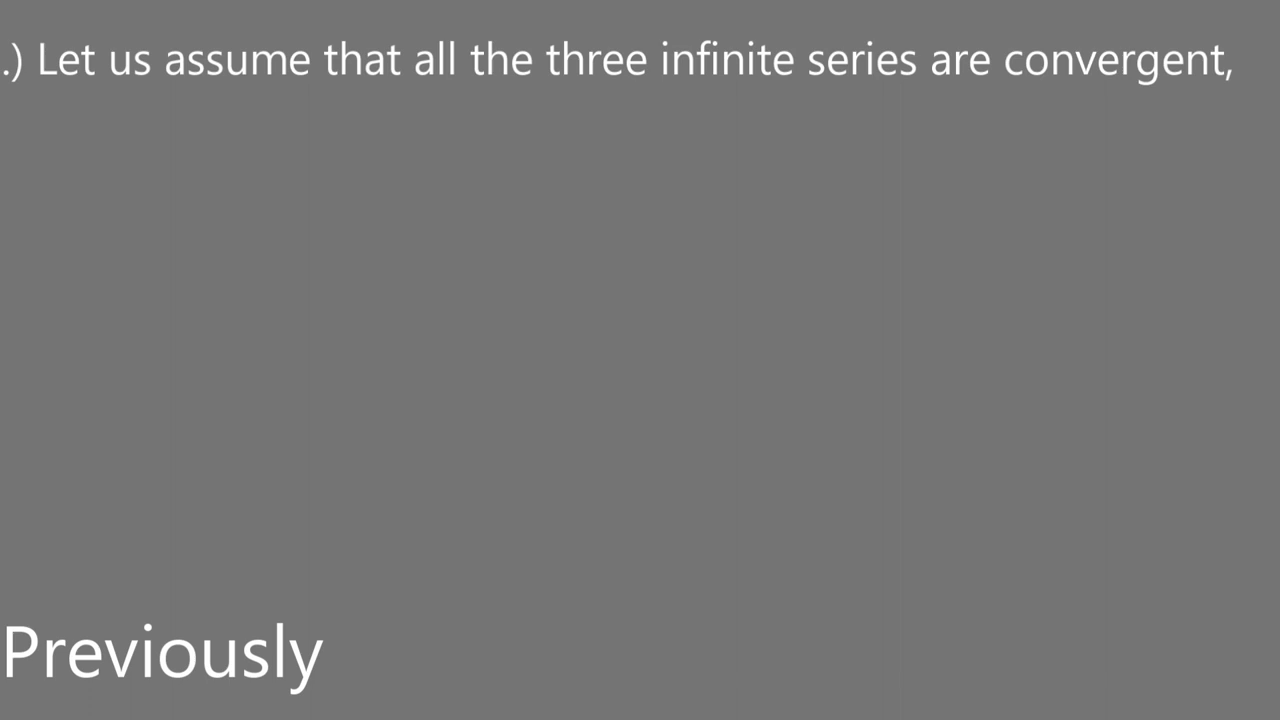 .) Let us assume that all the three infinite series are convergent,
Previously